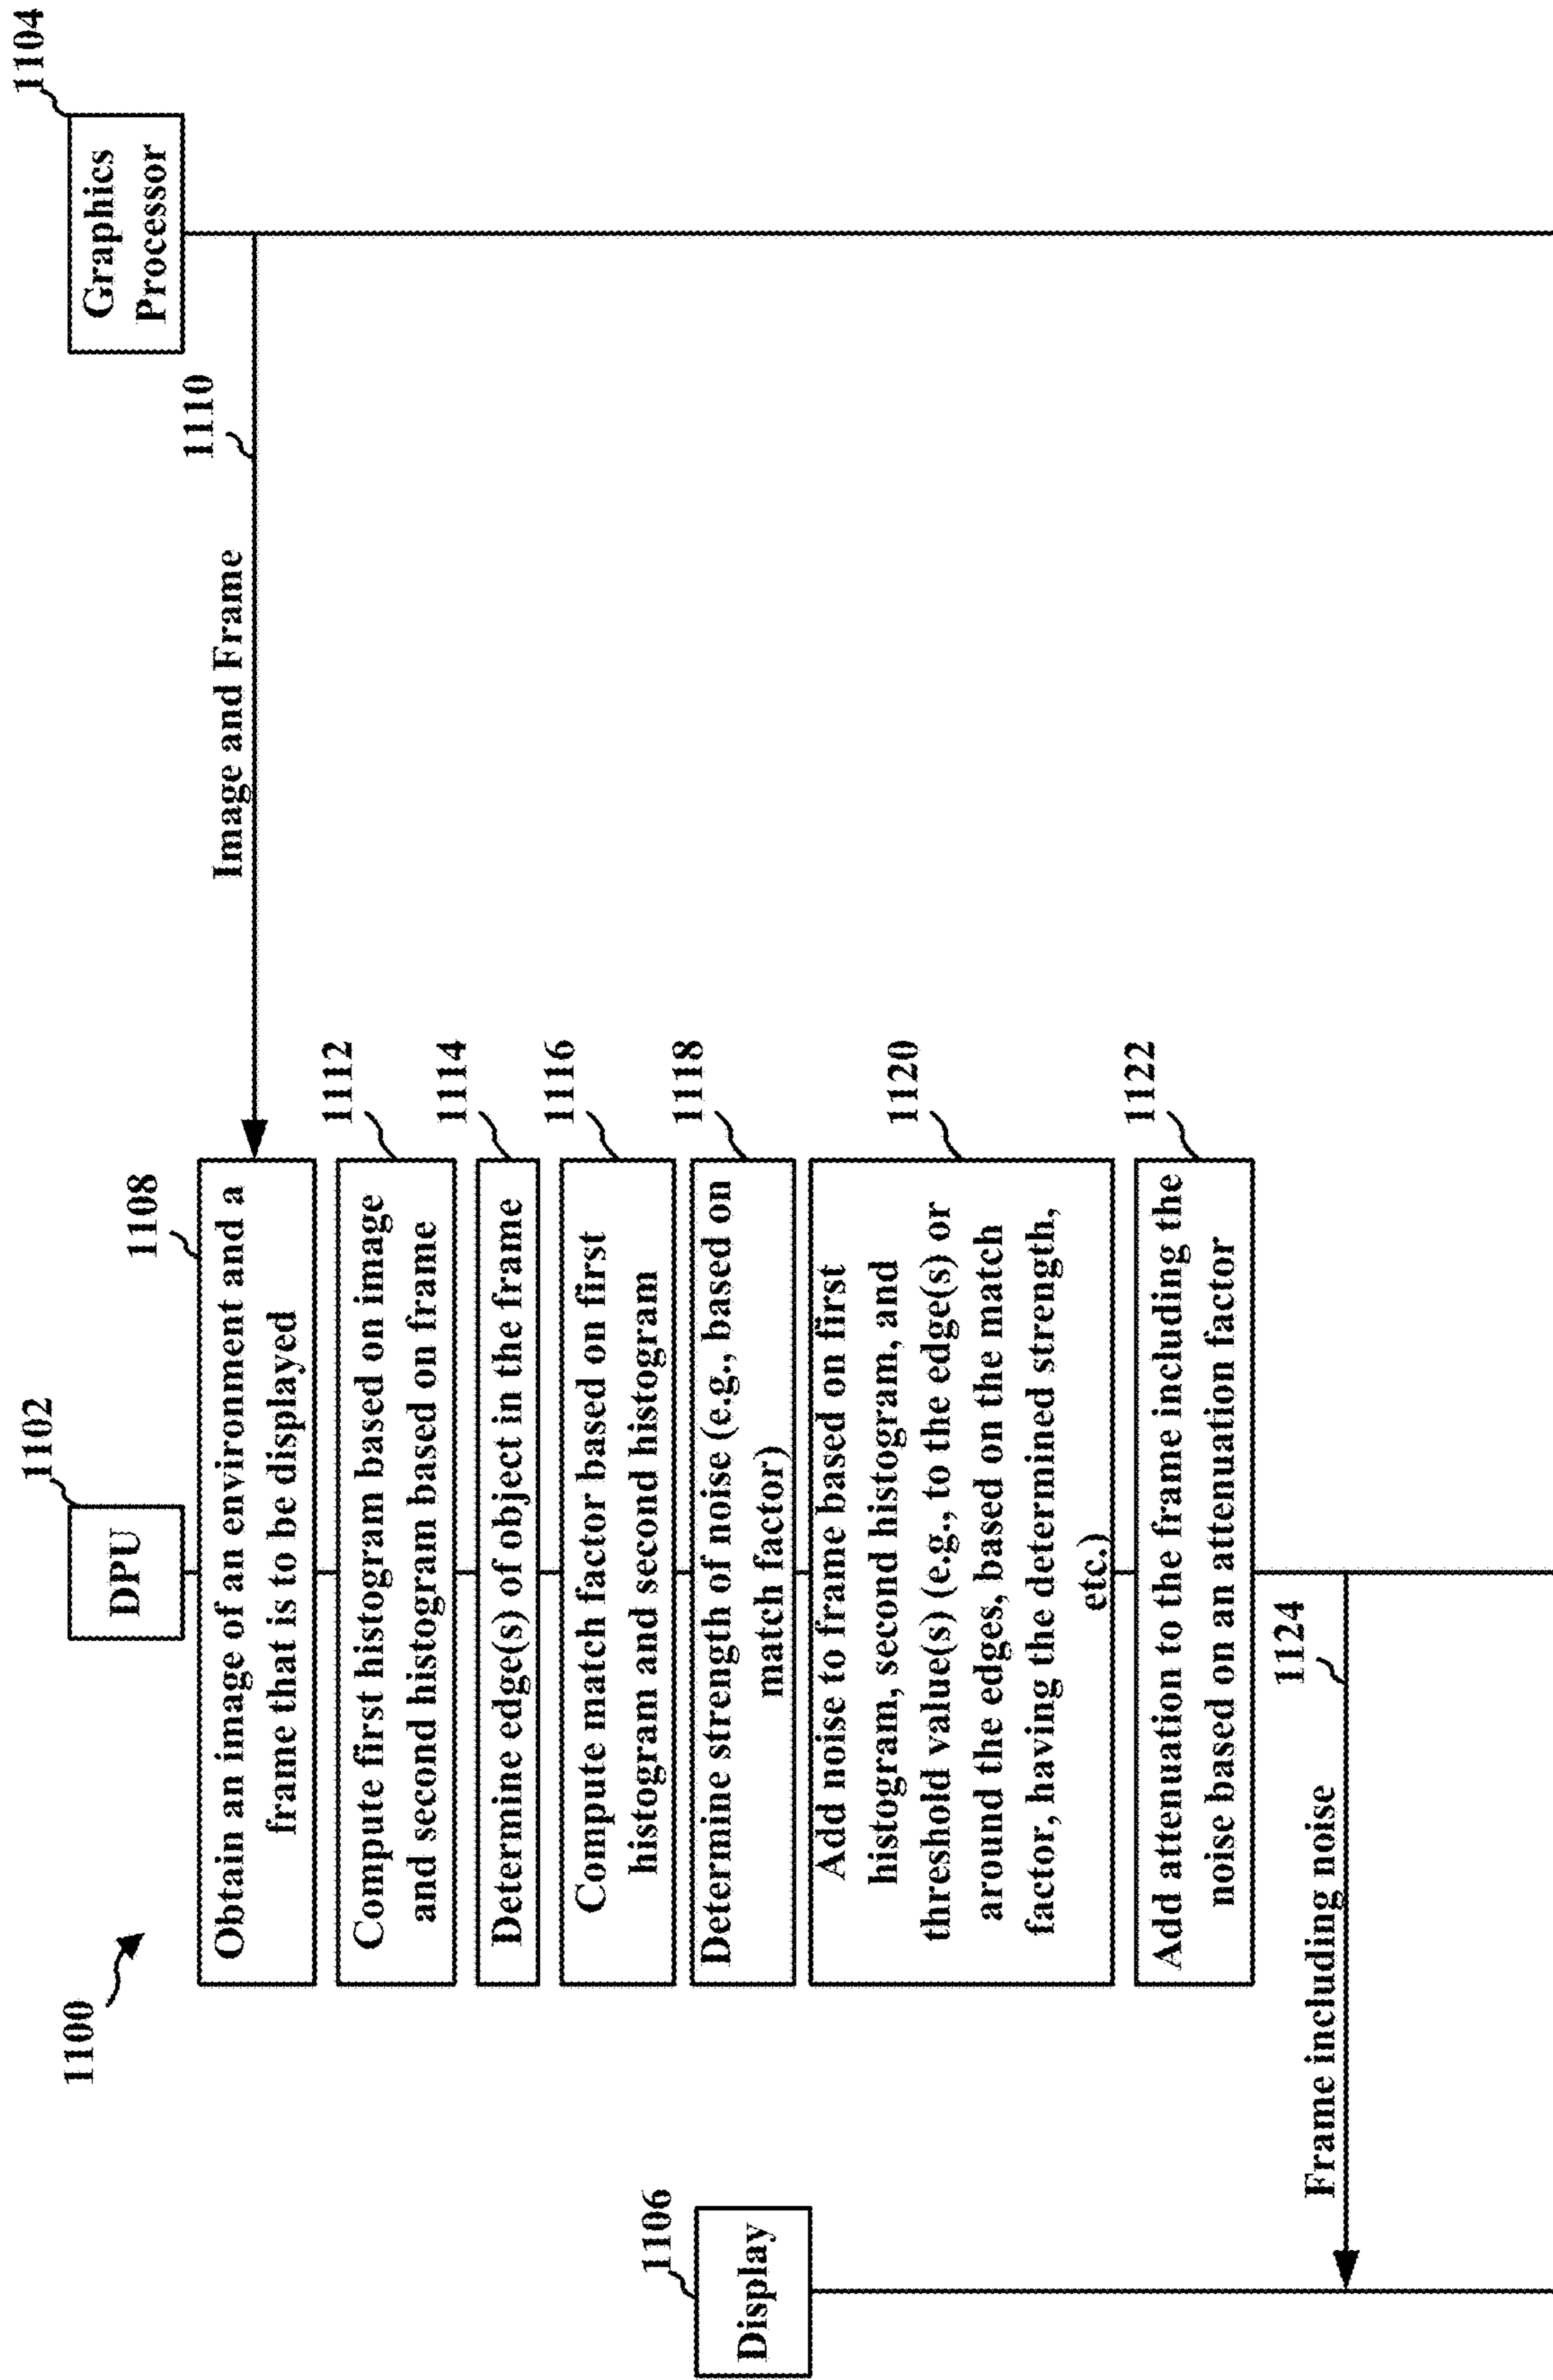 1100
1102
DPU
1104
Graphics
Processor
1106
Display
1108
Obtain an image of an environment and a
frame that is to be displayed
Image and Frame
1110
Compute first histogram based on image
and second histogram based on frame
1112
Determine edge(s) of object in the frame
1114
Compute match factor based on first
histogram and second histogram
1116
Determine strength of noise (e.g., based on
match factor)
1118
Add noise to frame based on first
histogram, second histogram, and
threshold value(s) (e.g., to the edge(s) or
around the edges, based on the match
factor, having the determined strength,
etc.)
1120
Add attenuation to the frame including the
noise based on an attenuation factor
1122
Frame including noise
1124